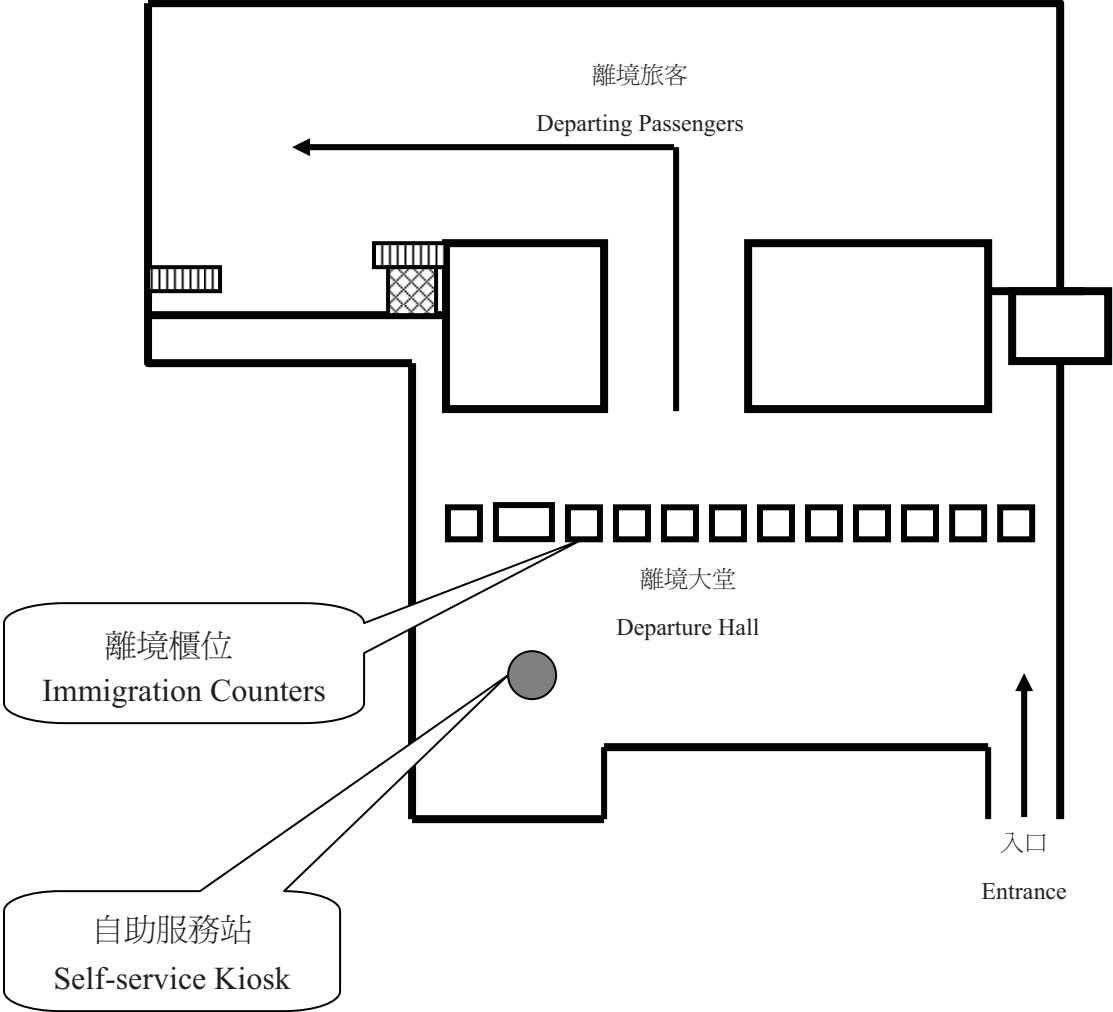 離境旅客
Departing Passengers
離境大堂
Departure Hall
離境櫃位
Immigration Counters
入口
Entrance
自助服務站
Self-service Kiosk